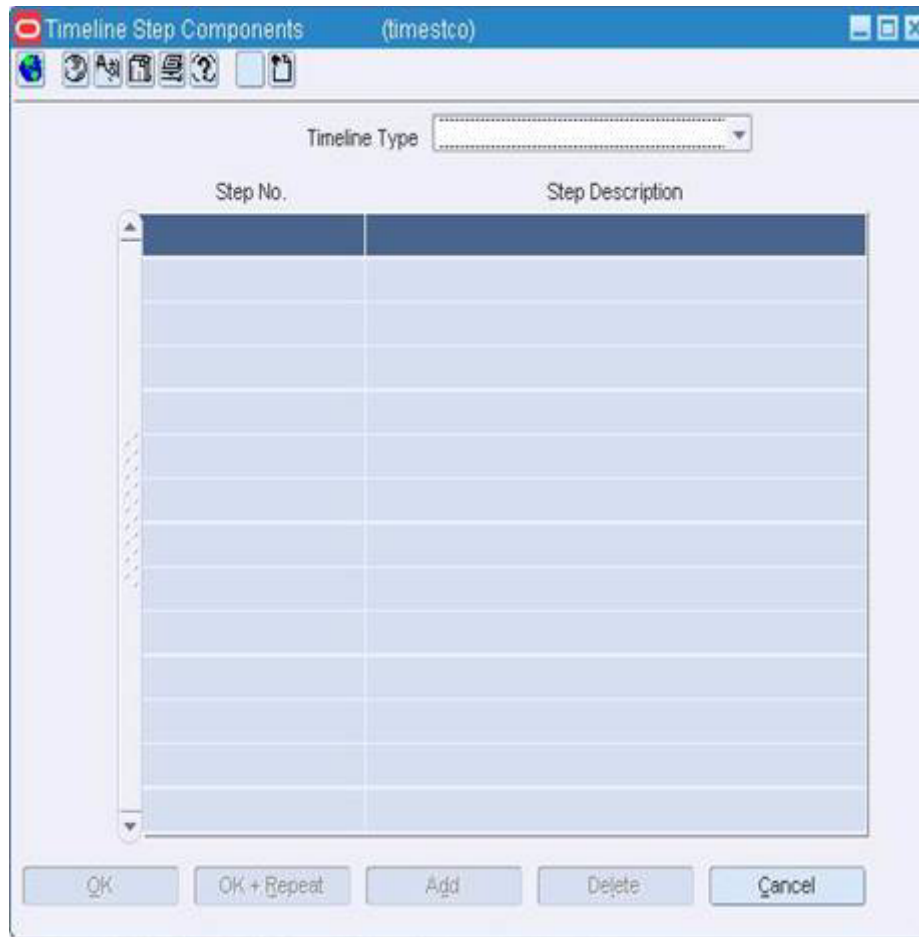 Timeline Step Components (timestco)
Timeline Type
Step No. Step Description
OK OK + Repeat Add Delete Cancel